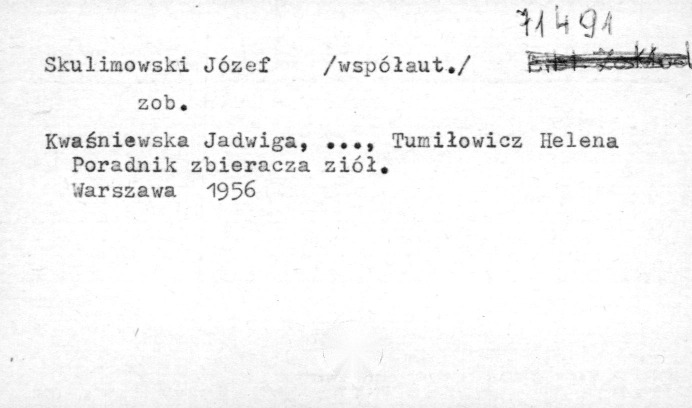 71491
Skulimowski Józef /współaut./
zob.
Kwaśniewska Jadwiga, ..., Tumiłowicz Helena
Poradnik zbieracza ziół.
Warszawa 1956